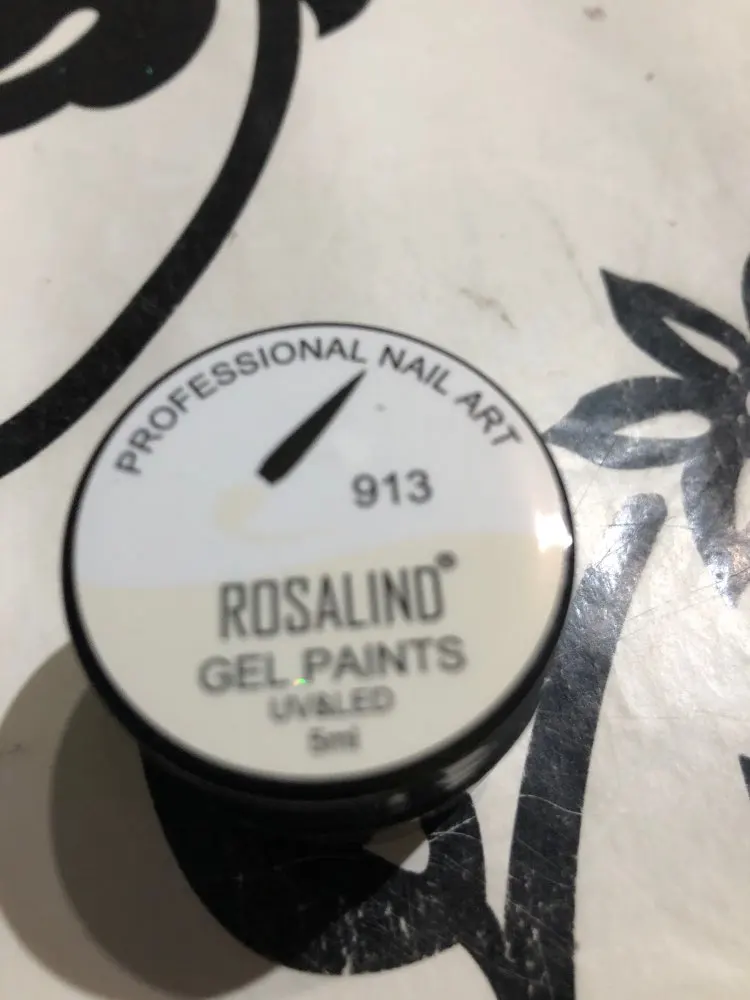 PROFESSIONAL NAIL ART
913
ROSALIND®
GEL PAINTS
UV&LED
5ml